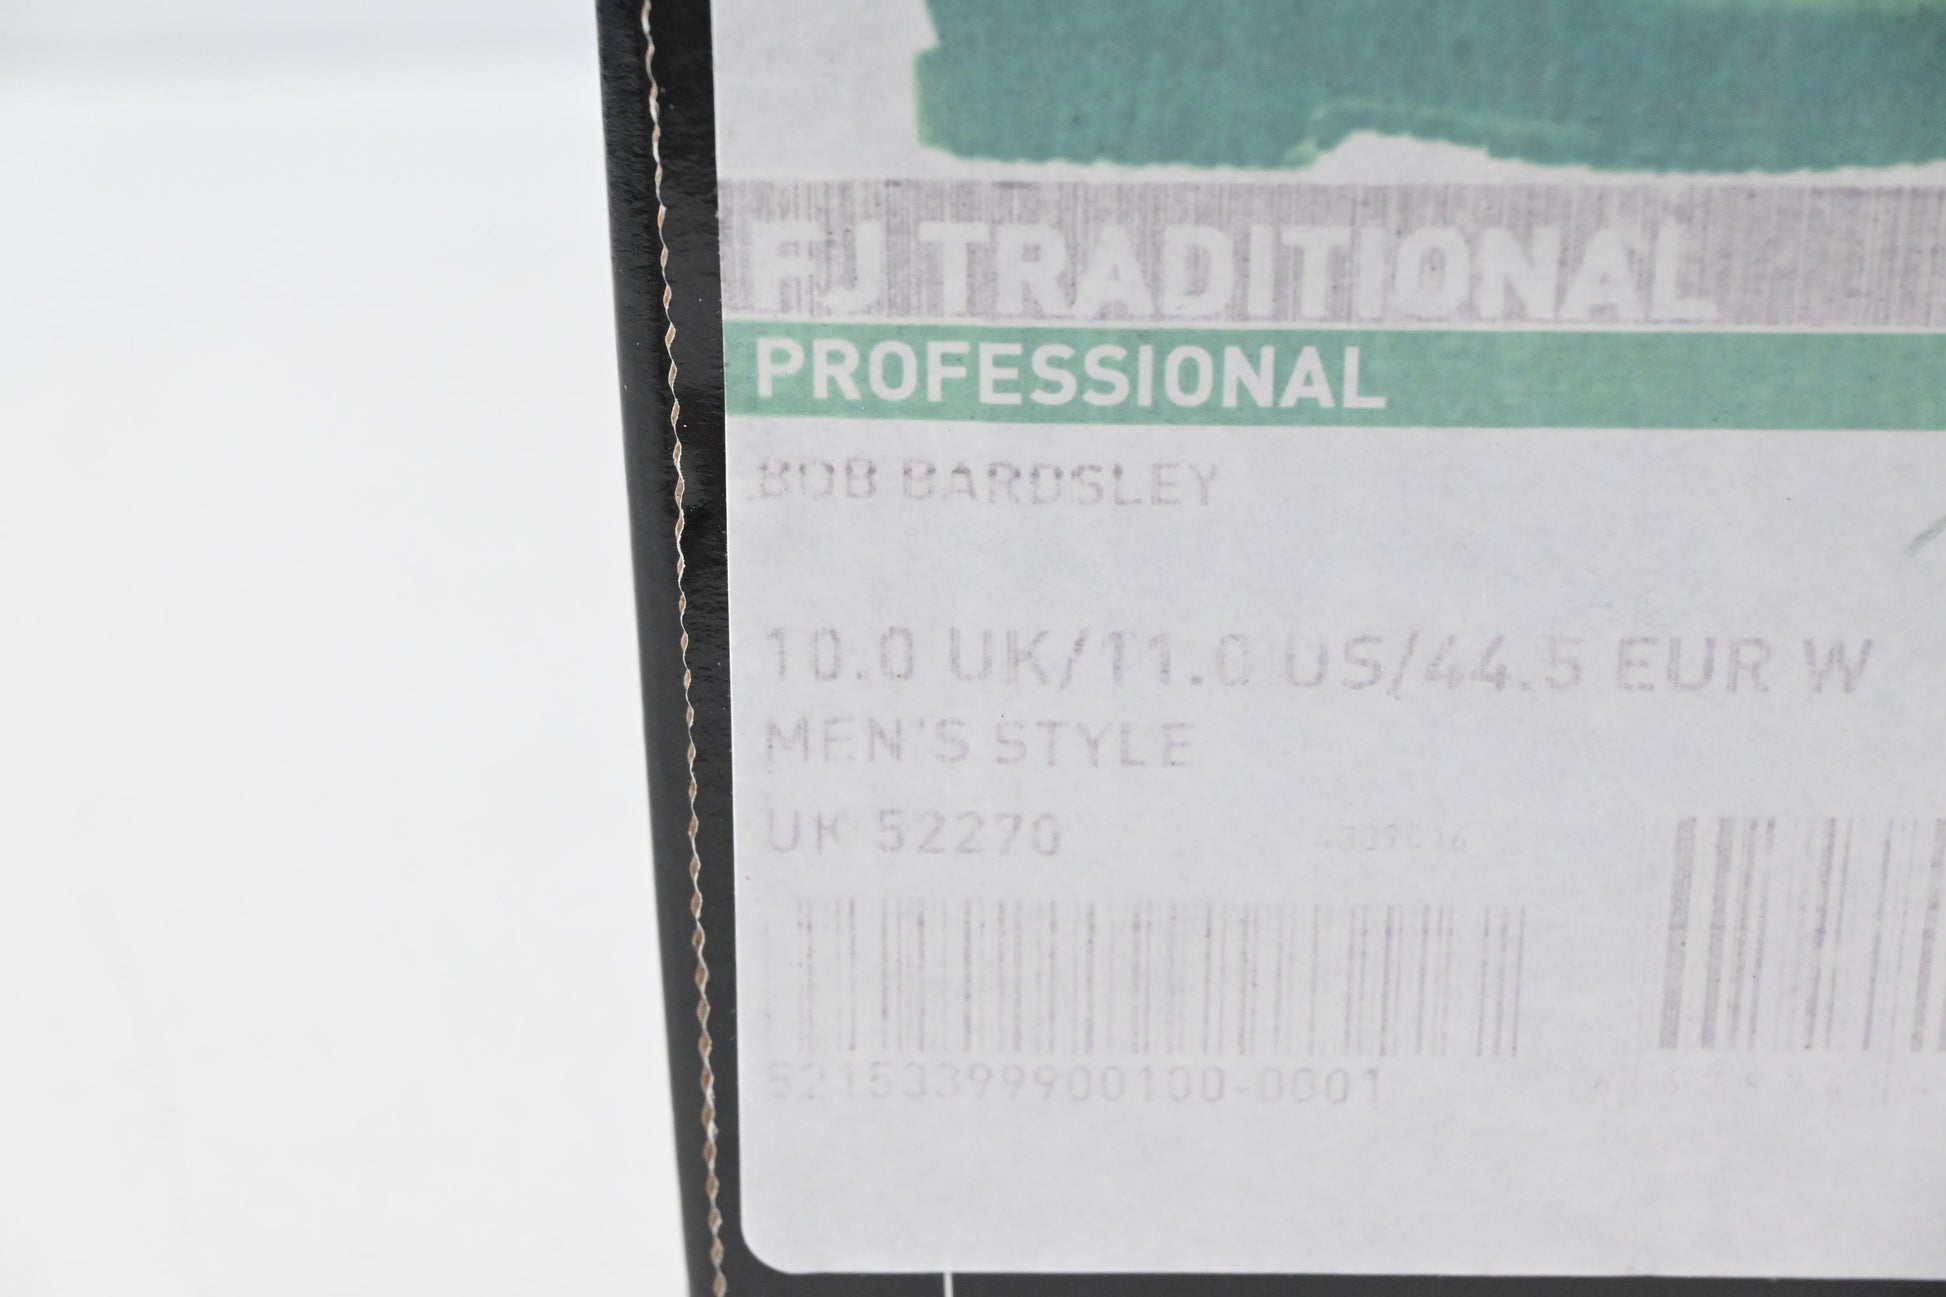 FJ TRADITIONAL
PROFESSIONAL
BOB BARDSLEY
10.0 UK/11.0 US/44.5 EUR W
MEN'S STYLE
UK 52270
52153399900100-0001